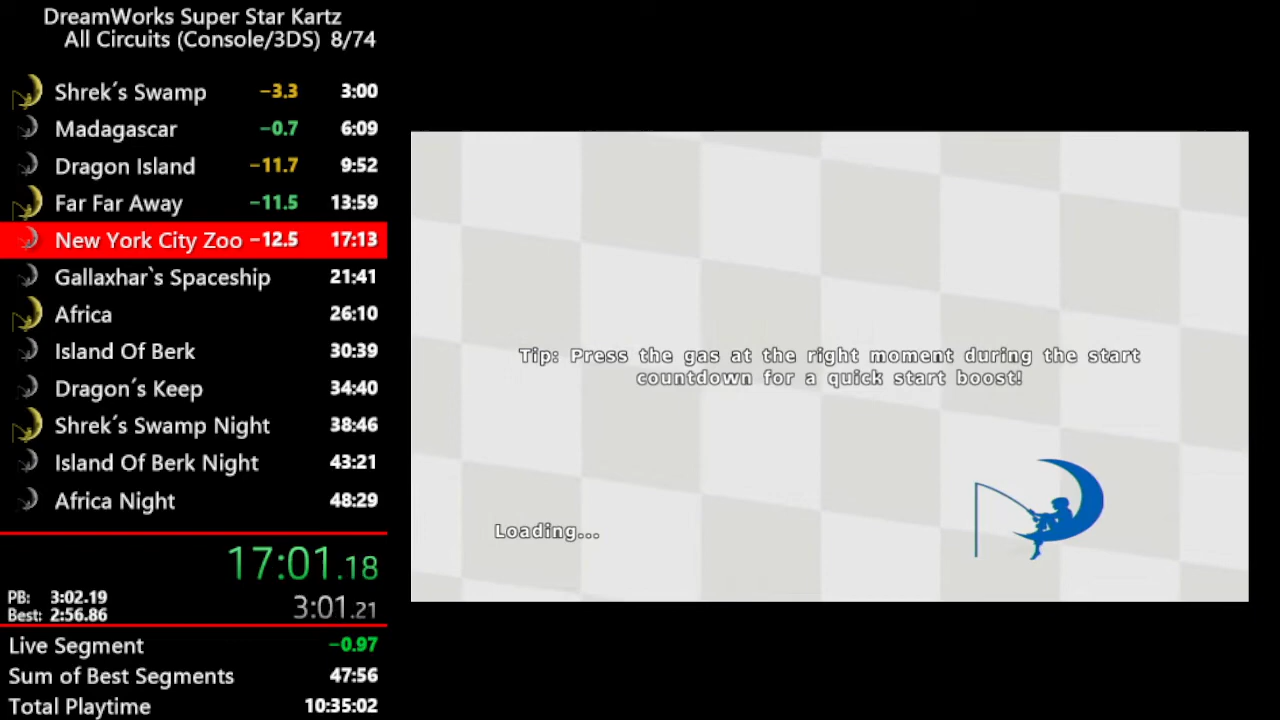 DreamWorks Super Star Kartz
All Circuits (Console/3DS) 8/74
Shrek´s Swamp −3.3 3:00
Madagascar −0.7 6:09
Dragon Island −11.7 9:52
Far Far Away −11.5 13:59
New York City Zoo −12.5 17:13
Gallaxhar`s Spaceship 21:41
Africa 26:10
Island Of Berk 30:39
Dragon´s Keep 34:40
Shrek´s Swamp Night 38:46
Island Of Berk Night 43:21
Africa Night 48:29
17:01.18
PB: 3:02.19
Best: 2:56.86
3:01.21
Live Segment −0.97
Sum of Best Segments 47:56
Total Playtime 10:35:02
Tip: Press the gas at the right moment during the start
countdown for a quick start boost!
Loading...